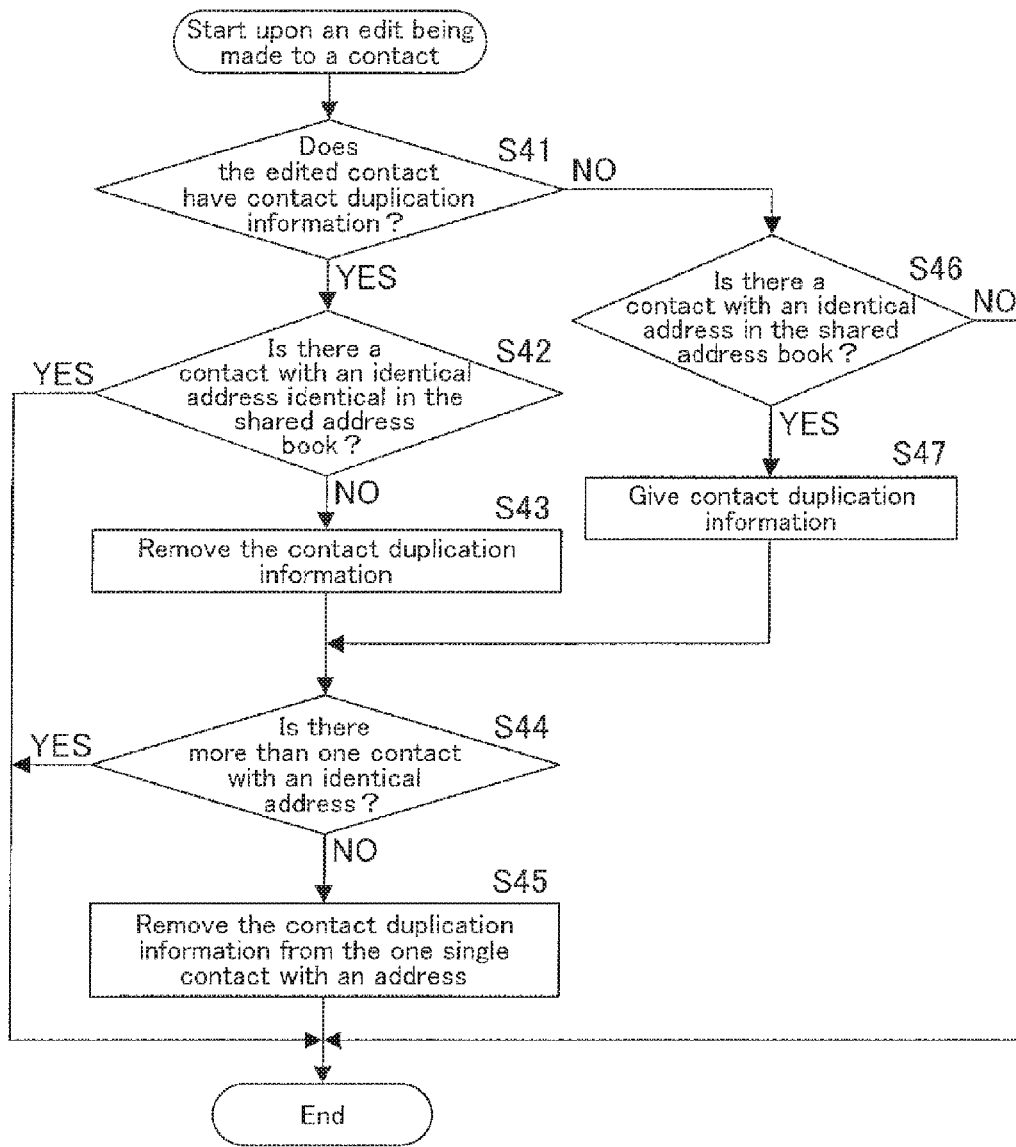 Start upon an edit being
made to a contact
Does
the edited contact
have contact duplication
information?
S41
NO
YES
Is there a
contact with an identical
address in the shared
address book?
S46
NO
YES
Is there a
contact with an identical
address identical in the
shared address
book?
S42
YES
NO
S47
Give contact duplication
information
S43
Remove the contact duplication
information
Is there
more than one contact
with an identical
address?
S44
YES
NO
S45
Remove the contact duplication
information from the one single
contact with an address
End